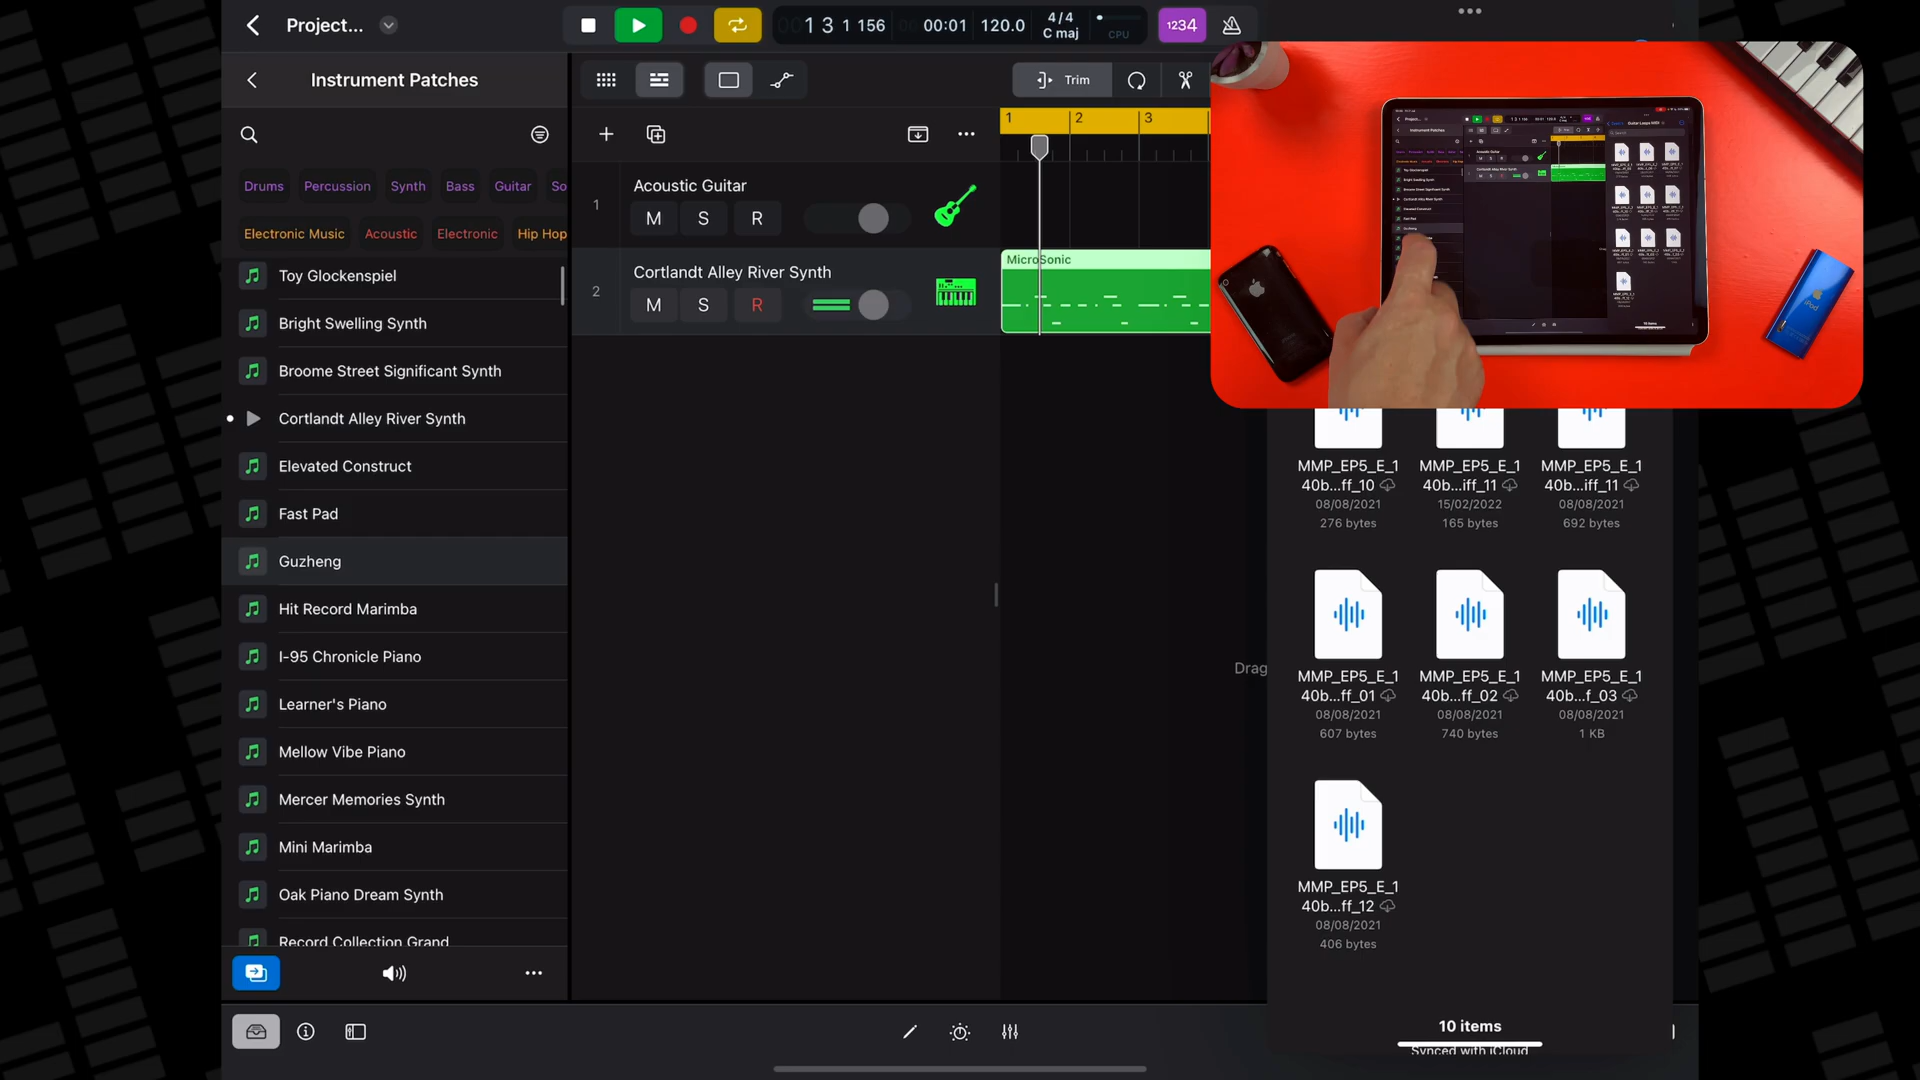 Project...
1 3 1 156
00:01
120.0
4/4
C maj
CPU
1234
Instrument Patches
Trim
Drums
Percussion
Synth
Bass
Guitar
So
Electronic Music
Acoustic
Electronic
Hip Hop
Toy Glockenspiel
Bright Swelling Synth
Broome Street Significant Synth
Cortlandt Alley River Synth
Elevated Construct
Fast Pad
Guzheng
Hit Record Marimba
I-95 Chronicle Piano
Learner's Piano
Mellow Vibe Piano
Mercer Memories Synth
Mini Marimba
Oak Piano Dream Synth
Record Collection Grand
1
2
3
1
Acoustic Guitar
M
S
R
2
Cortlandt Alley River Synth
M
S
R
MicroSonic
Drag
MMP_EP5_E_1
40b...ff_10
08/08/2021
276 bytes
MMP_EP5_E_1
40b...iff_11
15/02/2022
165 bytes
MMP_EP5_E_1
40b...iff_11
08/08/2021
692 bytes
MMP_EP5_E_1
40b...ff_01
08/08/2021
607 bytes
MMP_EP5_E_1
40b...ff_02
08/08/2021
740 bytes
MMP_EP5_E_1
40b...f_03
08/08/2021
1 KB
MMP_EP5_E_1
40b...ff_12
08/08/2021
406 bytes
10 items
Synced with iCloud
iPod